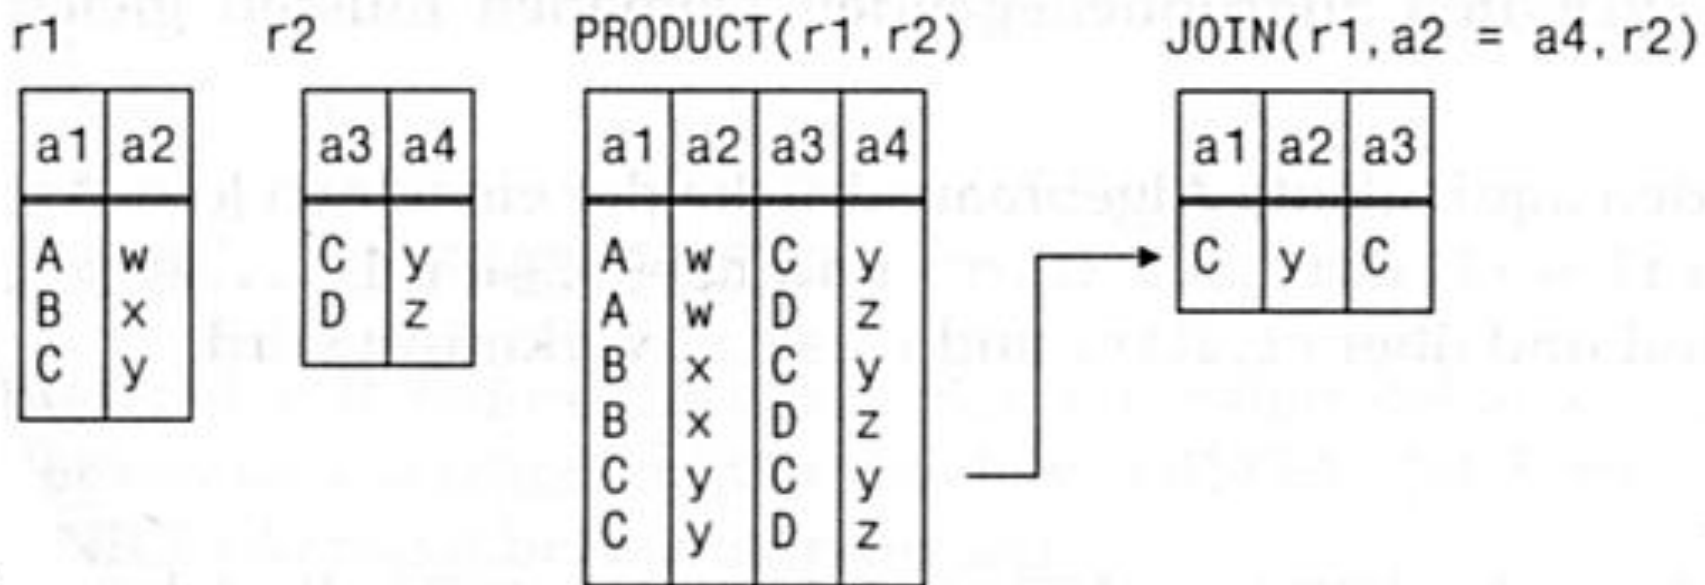 r1 r2 PRODUCT(r1,r2) JOIN(r1,a2 = a4,r2)
a1 a2 a3 a4 a1 a2 a3 a4 a1 a2 a3
A w C y A w C y C y C
B x D z A w D z
C y B x C y
B x D z
C y C y
C y D z